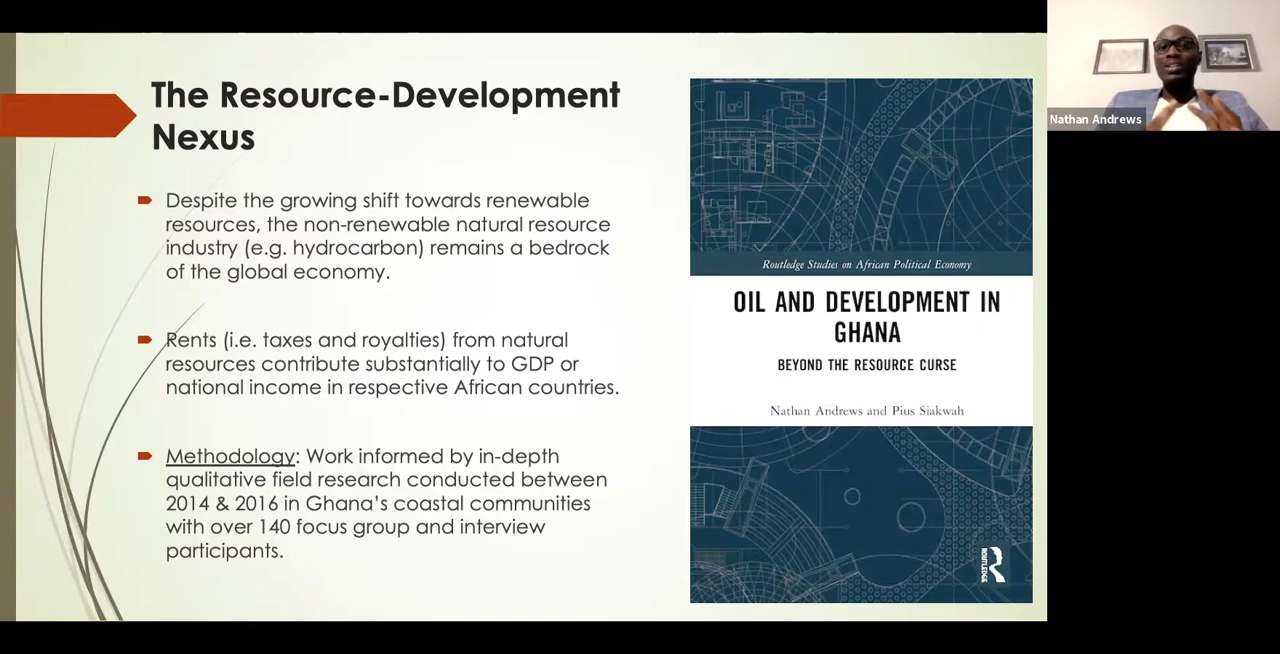 The Resource-Development
Nexus
Despite the growing shift towards renewable
resources, the non-renewable natural resource
industry (e.g. hydrocarbon) remains a bedrock
of the global economy.
Rents (i.e. taxes and royalties) from natural
resources contribute substantially to GDP or
national income in respective African countries.
Methodology: Work informed by in-depth
qualitative field research conducted between
2014 & 2016 in Ghana's coastal communities
with over 140 focus group and interview
participants.
Routledge Studies on African Political Economy
OIL AND DEVELOPMENT IN
GHANA
BEYOND THE RESOURCE CURSE
Nathan Andrews and Pius Siakwah
ROUTLEDGE
Nathan Andrews